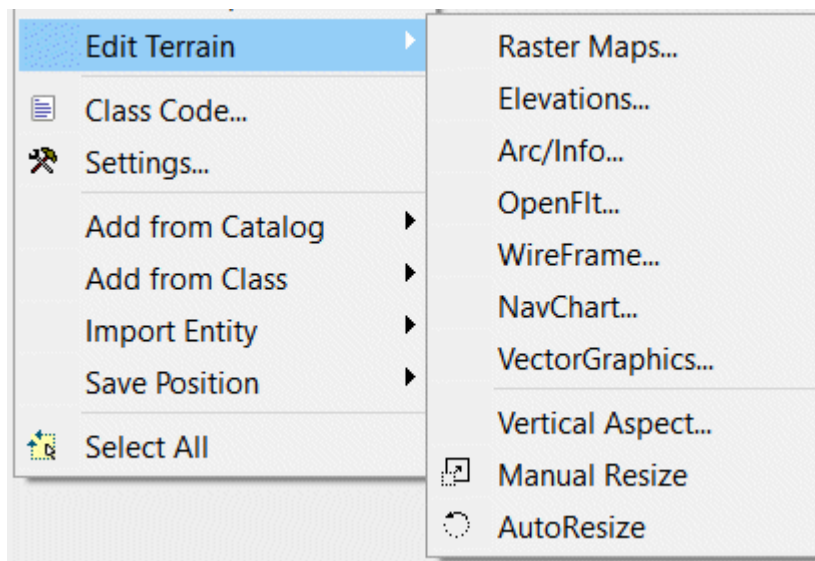 Edit Terrain
Class Code...
Settings...
Add from Catalog
Add from Class
Import Entity
Save Position
Select All
Raster Maps...
Elevations...
Arc/Info...
OpenFlt...
WireFrame...
NavChart...
VectorGraphics...
Vertical Aspect...
Manual Resize
AutoResize